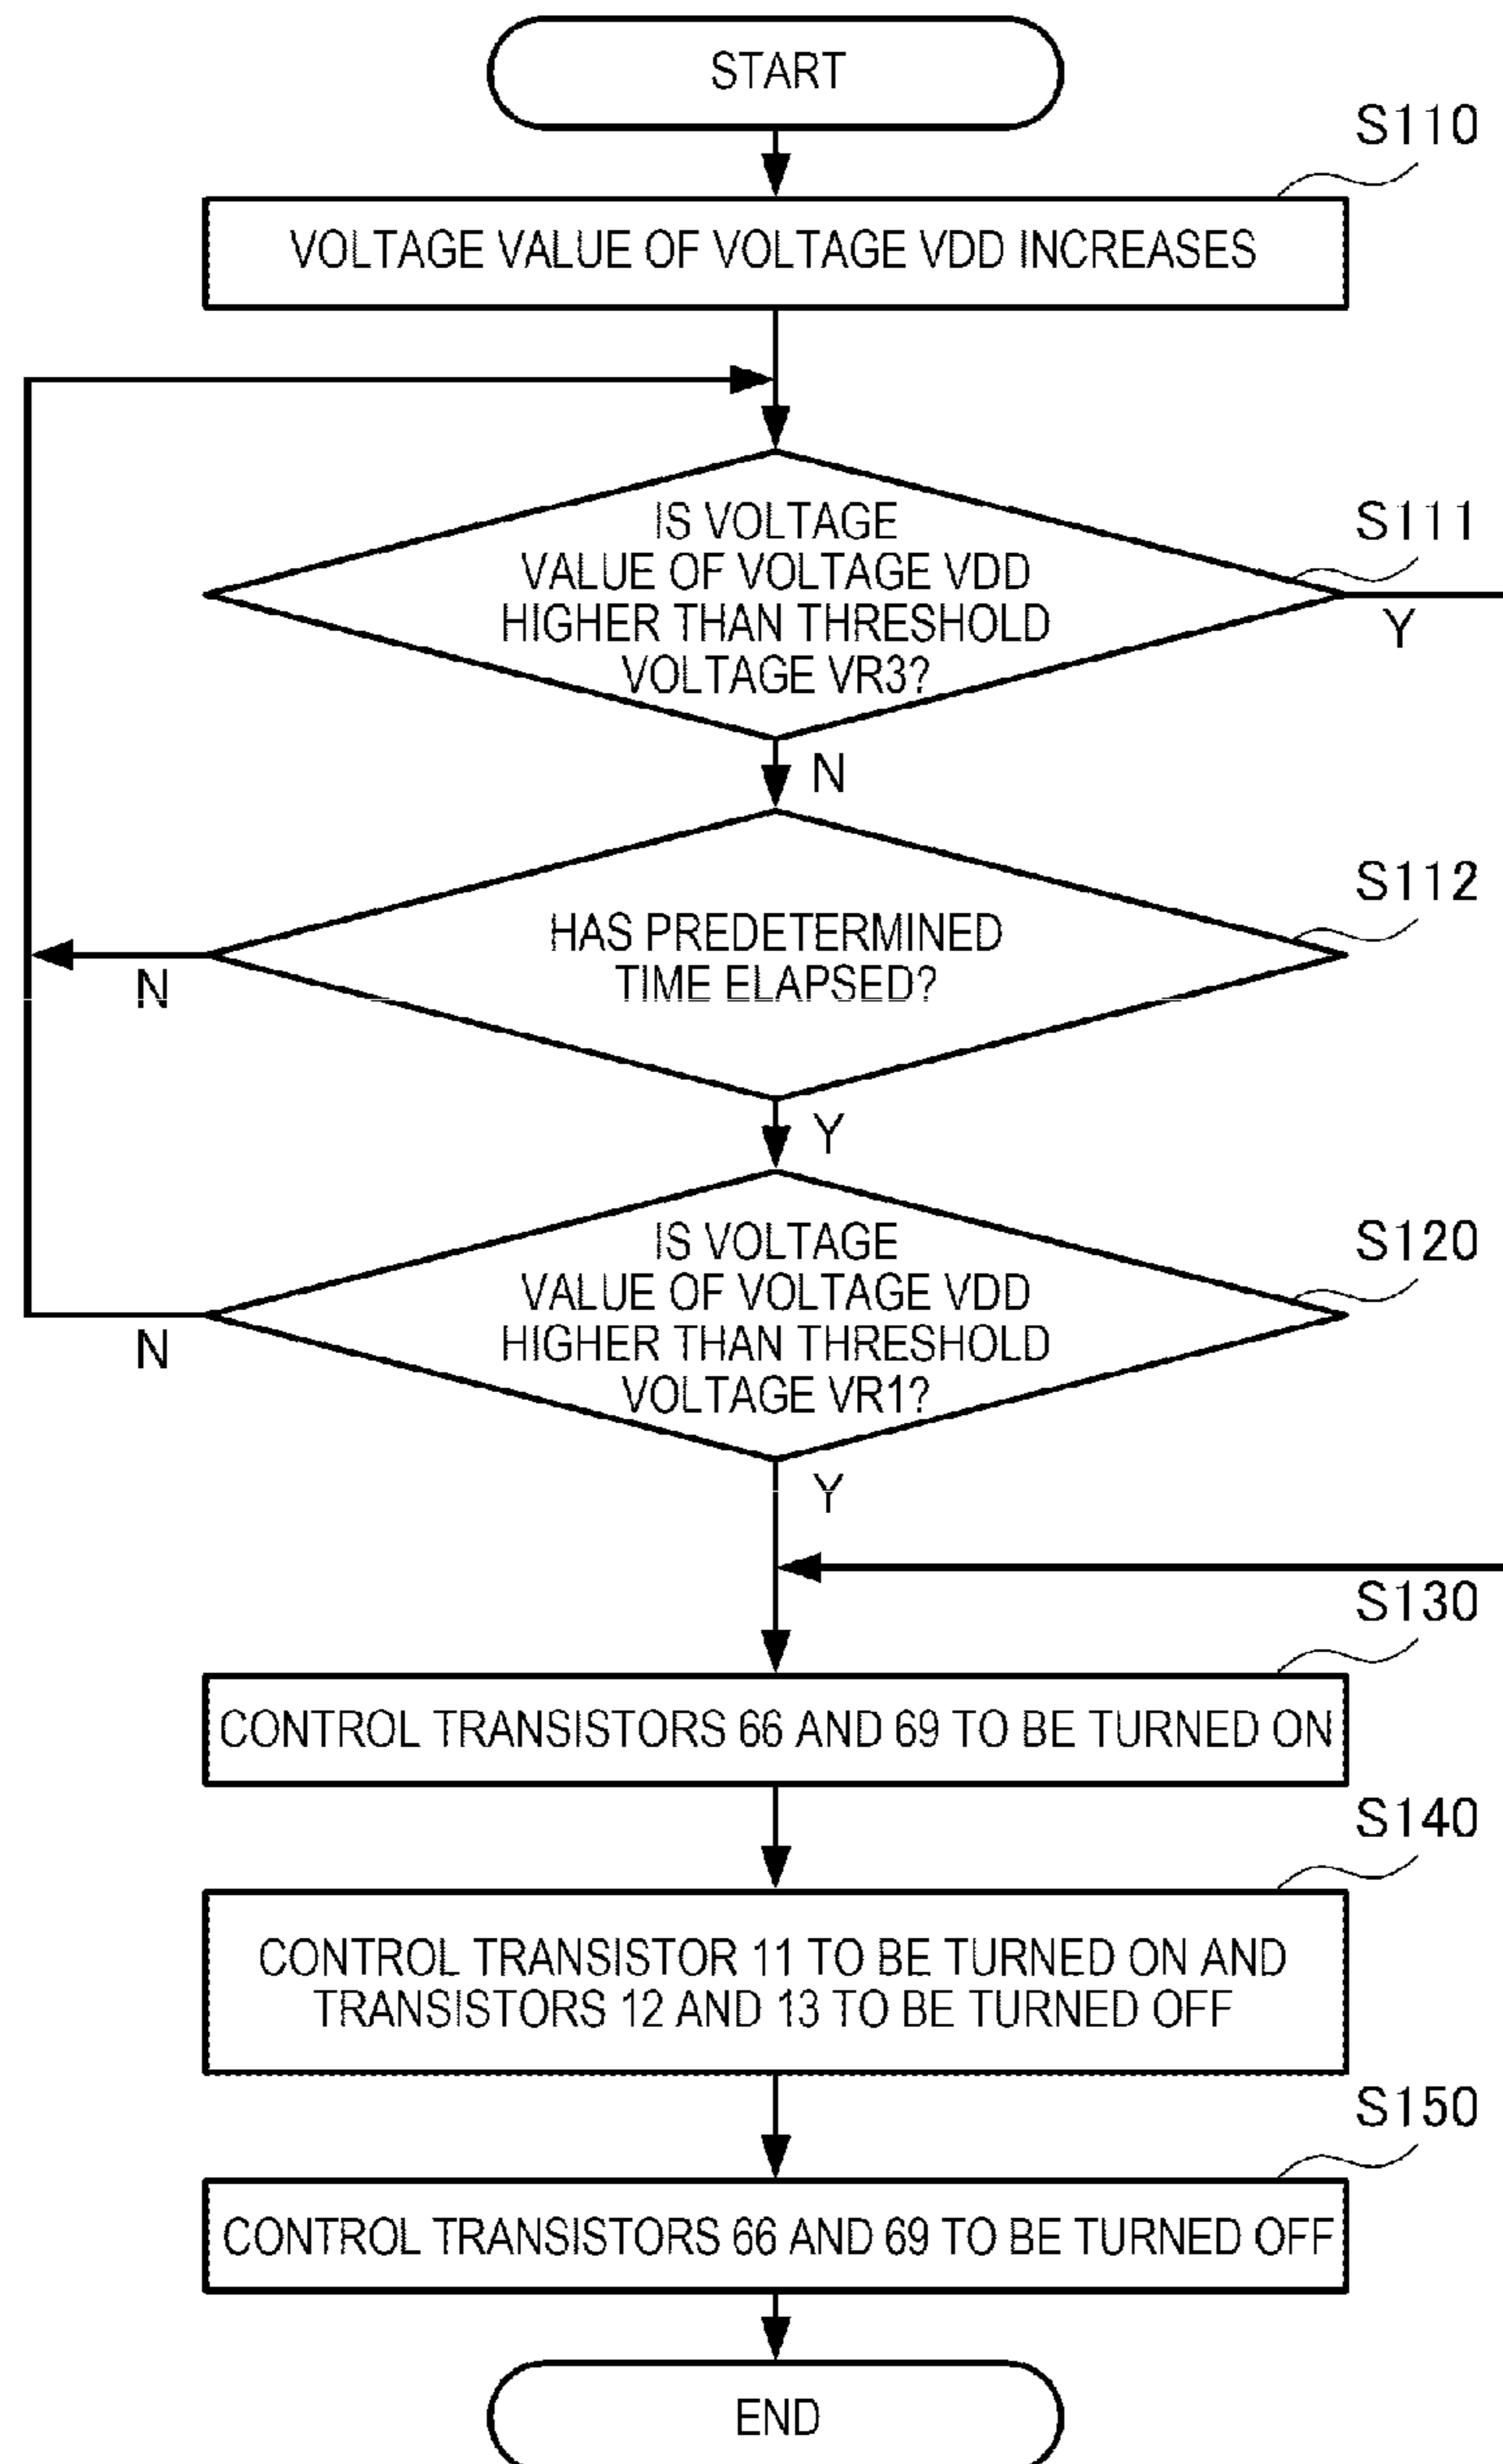 START
S110
VOLTAGE VALUE OF VOLTAGE VDD INCREASES
IS VOLTAGE
VALUE OF VOLTAGE VDD
HIGHER THAN THRESHOLD
VOLTAGE VR3?
S111
Y
N
HAS PREDETERMINED
TIME ELAPSED?
S112
N
Y
IS VOLTAGE
VALUE OF VOLTAGE VDD
HIGHER THAN THRESHOLD
VOLTAGE VR1?
S120
N
Y
S130
CONTROL TRANSISTORS 66 AND 69 TO BE TURNED ON
S140
CONTROL TRANSISTOR 11 TO BE TURNED ON AND
TRANSISTORS 12 AND 13 TO BE TURNED OFF
S150
CONTROL TRANSISTORS 66 AND 69 TO BE TURNED OFF
END